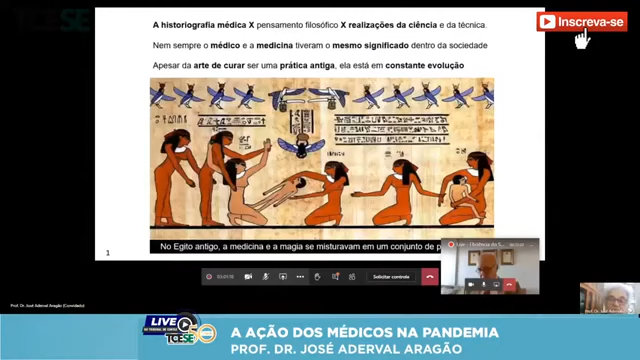 A historiografia médica X pensamento filosófico X realizações da ciência e da técnica.
Inscreva-se
Nem sempre o médico e a medicina tiveram o mesmo significado dentro da sociedade
Apesar da arte de curar ser uma prática antiga, ela está em constante evolução
No Egito antigo, a medicina e a magia se misturavam em um conjunto de
1
Solicitar controle
Prof. Dr. José Aderval Aragão (Convidado)
LIVE
TCESE
A AÇÃO DOS MÉDICOS NA PANDEMIA
PROF. DR. JOSÉ ADERVAL ARAGÃO